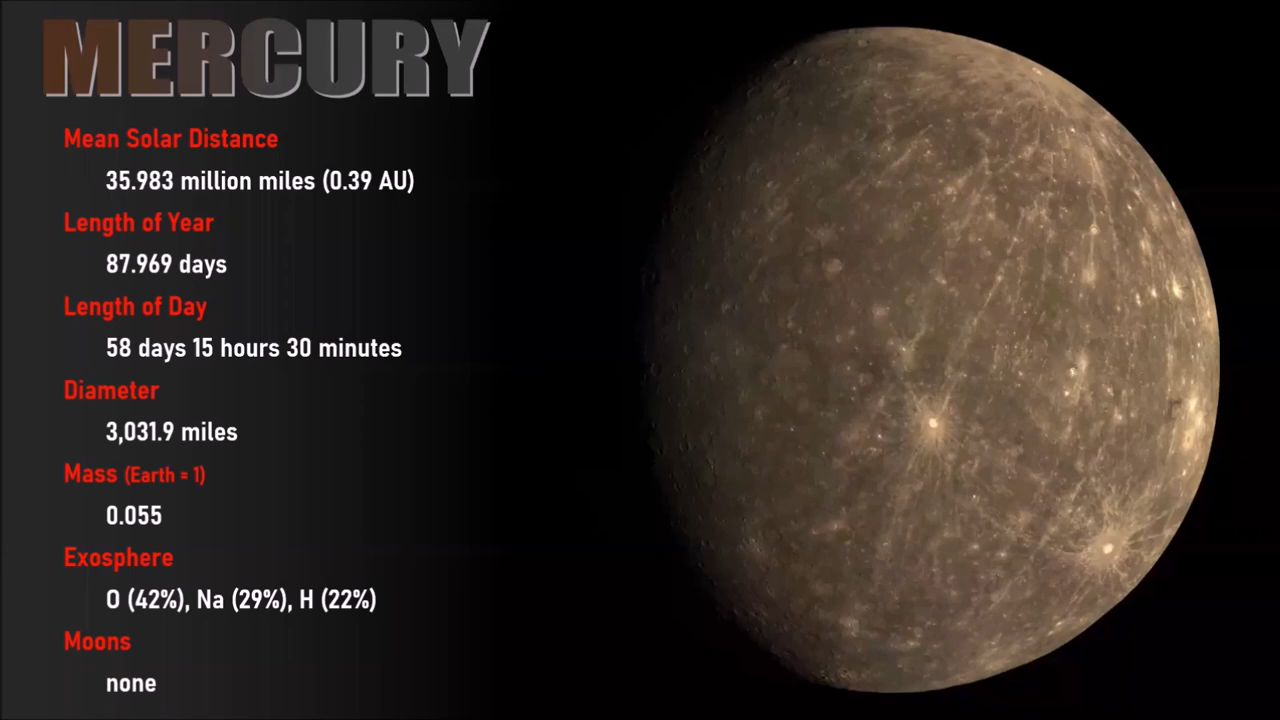 MERCURY
Mean Solar Distance
35.983 million miles (0.39 AU)
Length of Year
87.969 days
Length of Day
58 days 15 hours 30 minutes
Diameter
3,031.9 miles
Mass (Earth = 1)
0.055
Exosphere
O (42%), Na (29%), H (22%)
Moons
none